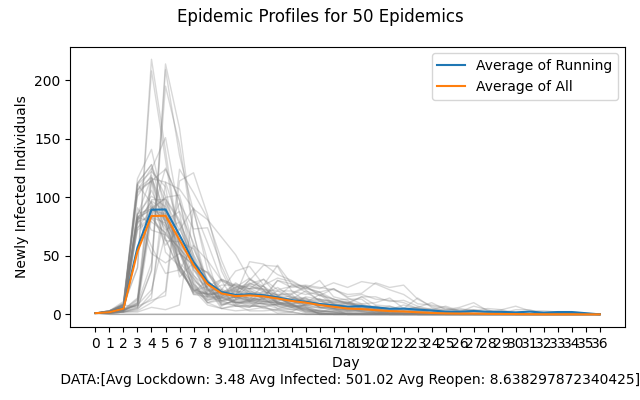 Epidemic Profiles for 50 Epidemics
Newly Infected Individuals
200
150
100
50
0
Average of Running
Average of All
0 1 2 3 4 5 6 7 8 9 10 11 12 13 14 15 16 17 18 19 20 21 22 23 24 25 26 27 28 29 30 31 32 33 34 35 36
Day
DATA:[Avg Lockdown: 3.48 Avg Infected: 501.02 Avg Reopen: 8.638297872340425]